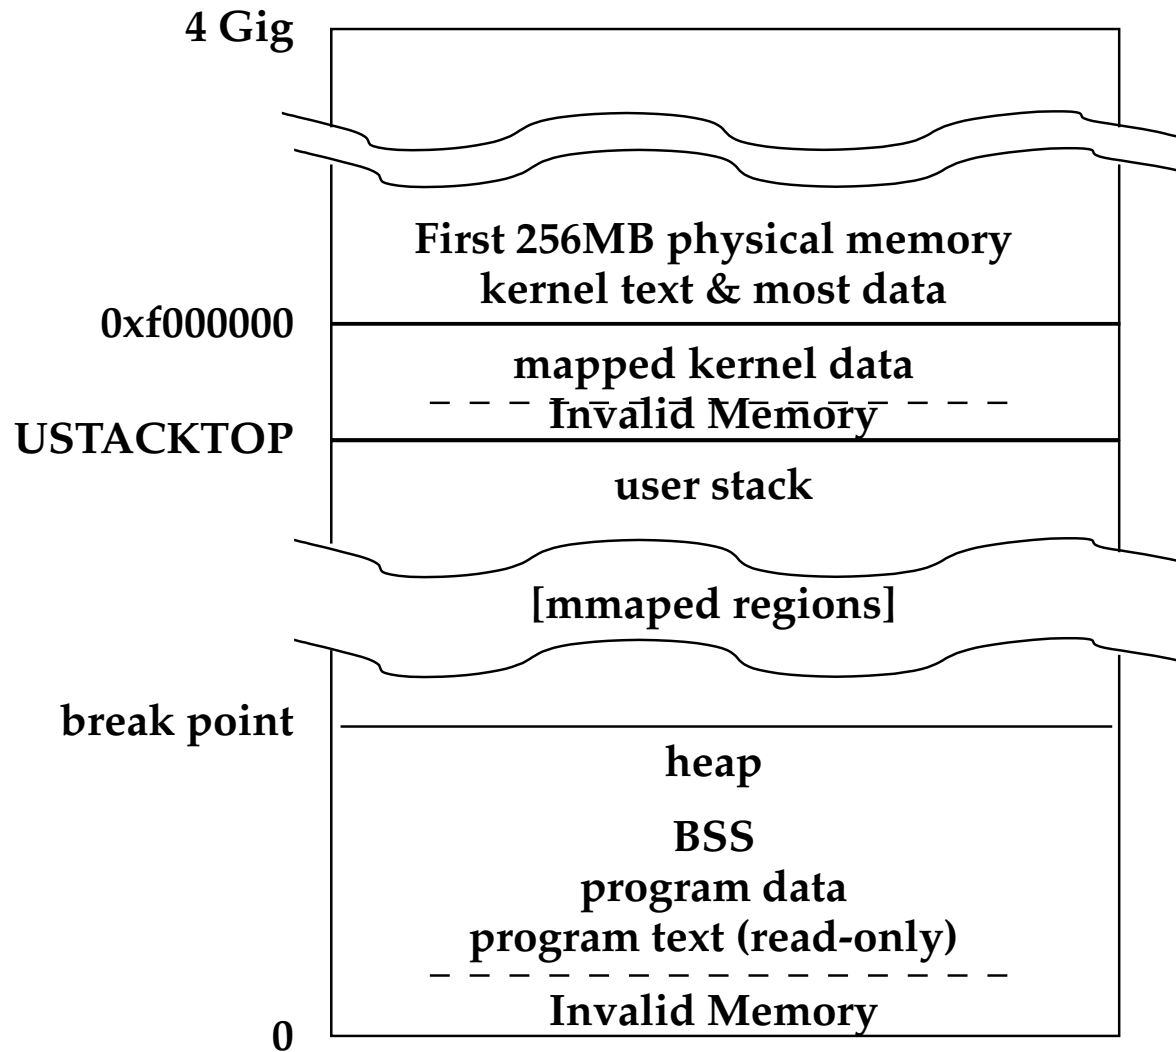 4 Gig
First 256MB physical memory
kernel text & most data
0xf000000
mapped kernel data
Invalid Memory
USTACKTOP
user stack
[mmaped regions]
break point
heap
BSS
program data
program text (read-only)
Invalid Memory
0